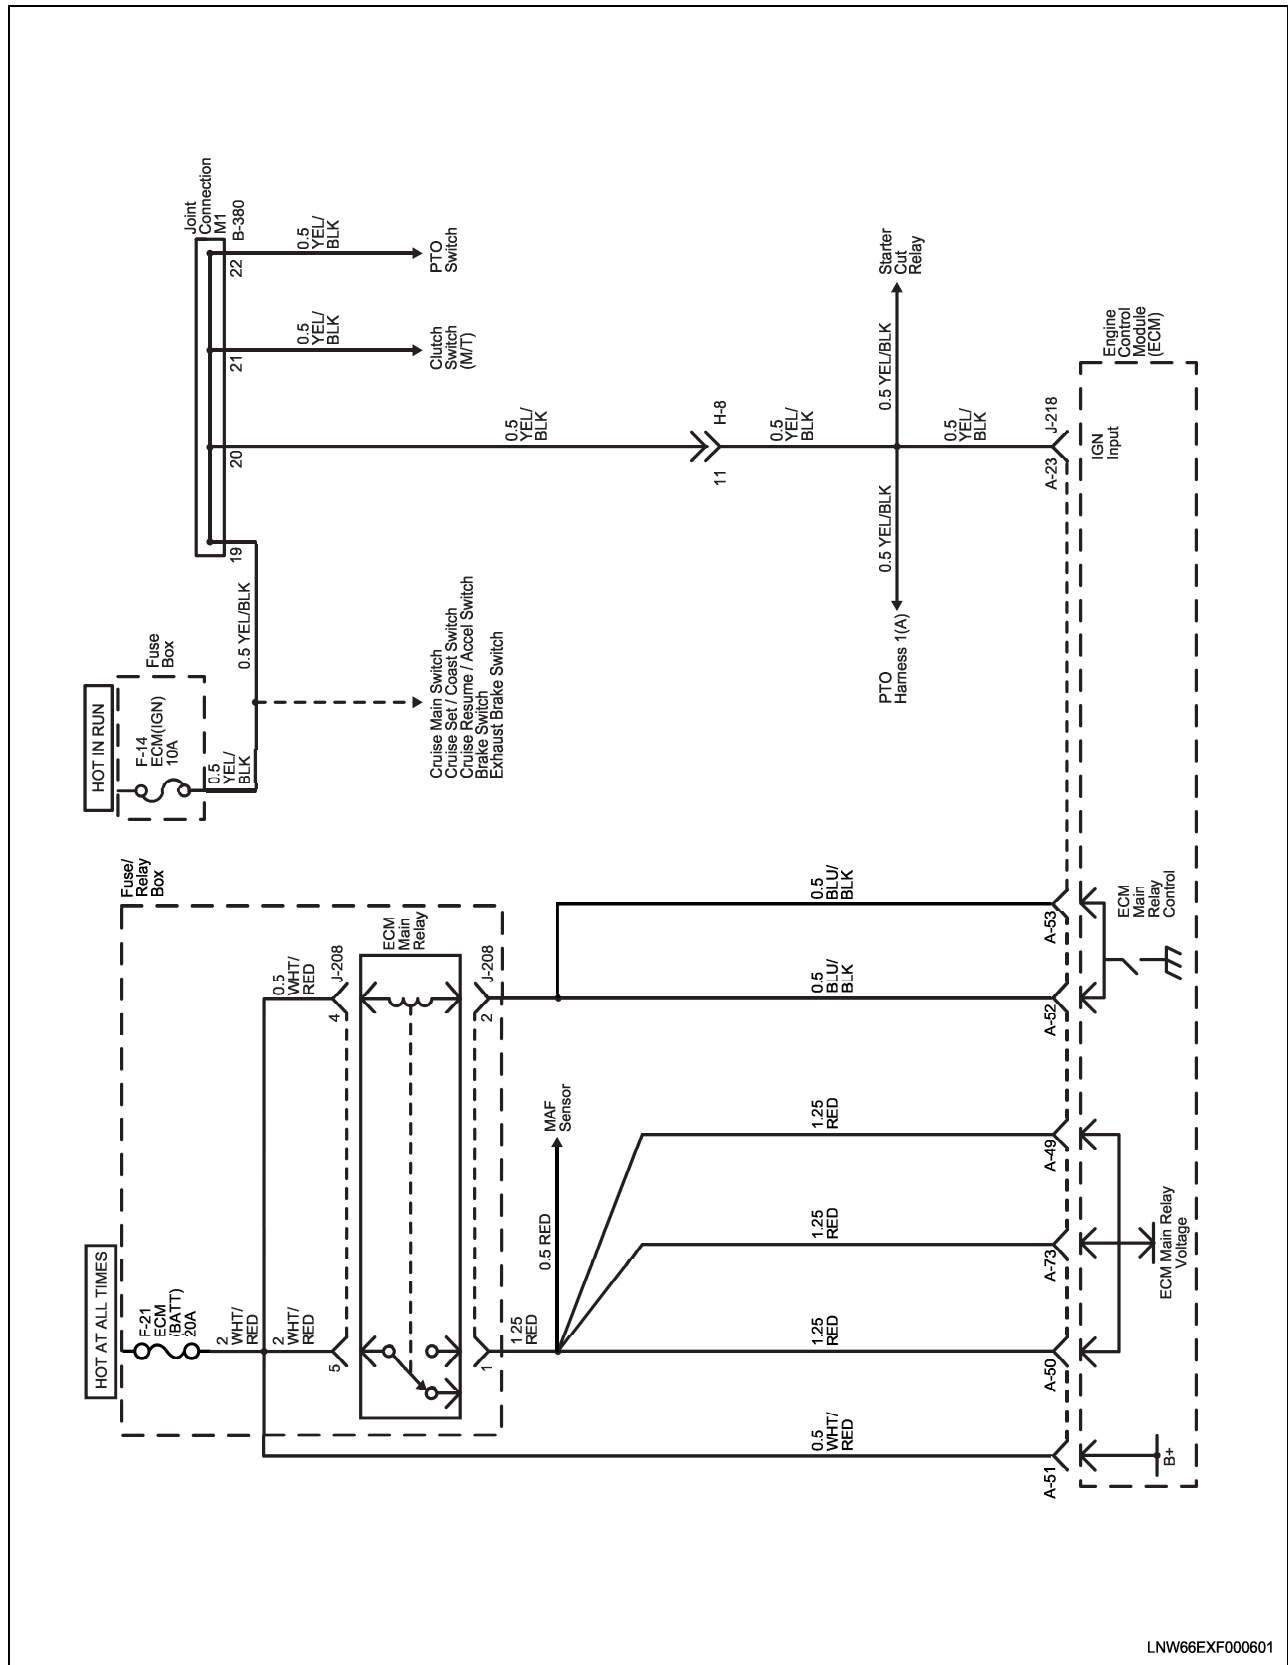 HOT AT ALL TIMES
Fuse/
Relay
Box
F-21
ECM
(BATT)
20A
2
WHT/
RED
2
WHT/
RED
0.5
WHT/
RED
5
4
J-208
ECM
Main
Relay
1
2
J-208
1.25
RED
0.5 RED
MAF
Sensor
0.5
WHT/
RED
1.25
RED
1.25
RED
1.25
RED
0.5
BLU/
BLK
0.5
BLU/
BLK
A-51
A-50
A-73
A-49
A-52
A-53
B+
ECM Main Relay
Voltage
ECM
Main
Relay
Control
HOT IN RUN
Fuse
Box
F-14
ECM(IGN)
10A
0.5
YEL/
BLK
0.5 YEL/BLK
Cruise Main Switch
Cruise Set / Coast Switch
Cruise Resume / Accel Switch
Brake Switch
Exhaust Brake Switch
Joint
Connection
M1
B-380
19
20
21
22
0.5
YEL/
BLK
Clutch
Switch
(M/T)
0.5
YEL/
BLK
PTO
Switch
0.5
YEL/
BLK
11
H-8
0.5
YEL/
BLK
0.5 YEL/BLK
PTO
Harness 1(A)
0.5 YEL/BLK
Starter
Cut
Relay
0.5
YEL/
BLK
A-23
J-218
IGN
Input
Engine
Control
Module
(ECM)
LNW66EXF000601